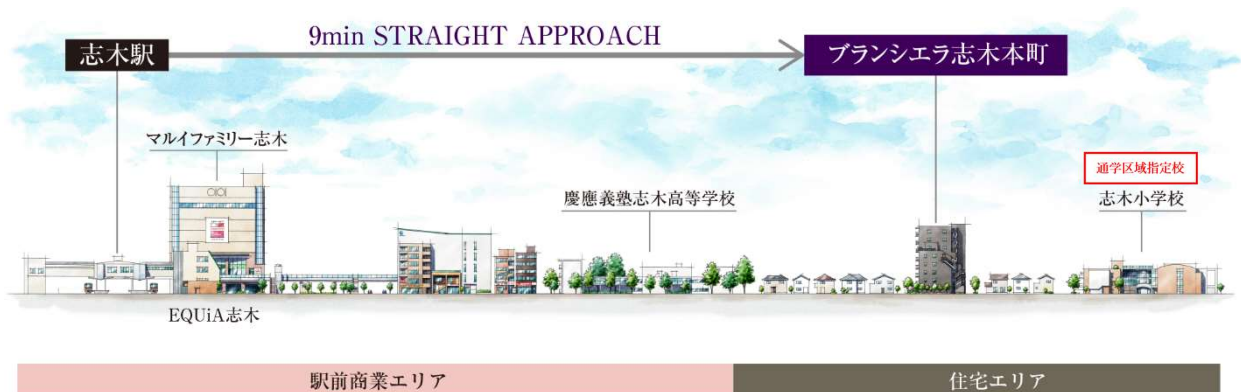 9min STRAIGHT APPROACH
志木駅
ブランシエラ志木本町
マルイファミリー志木
通学区域指定校
慶應義塾志木高等学校
志木小学校
OIOI
EQUiA志木
駅前商業エリア
住宅エリア